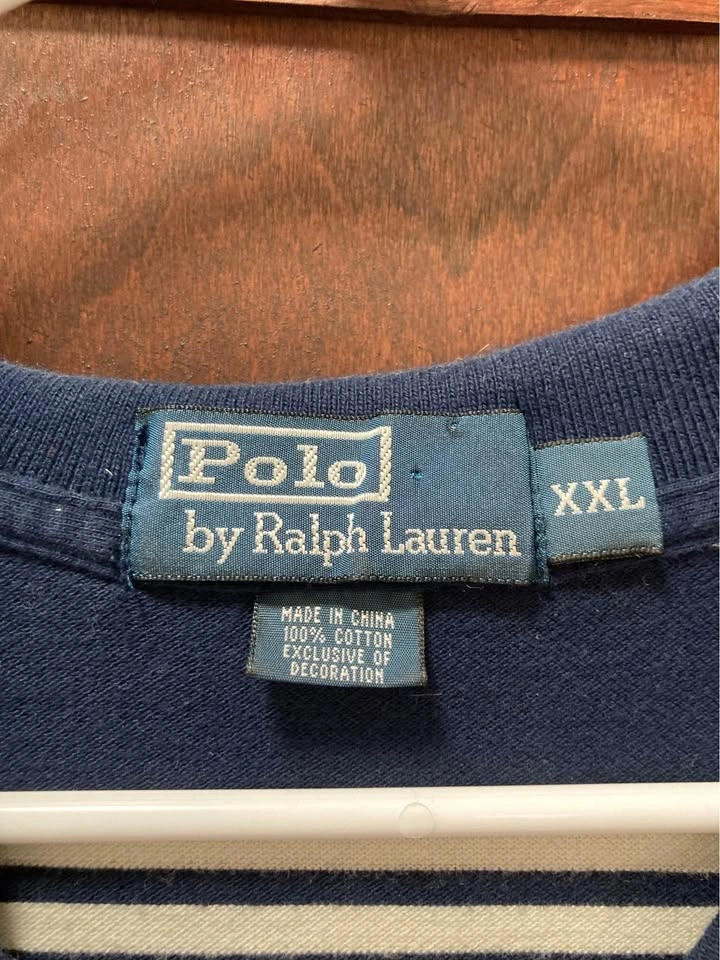 Polo
by Ralph Lauren
XXL
MADE IN CHINA
100% COTTON
EXCLUSIVE OF
DECORATION